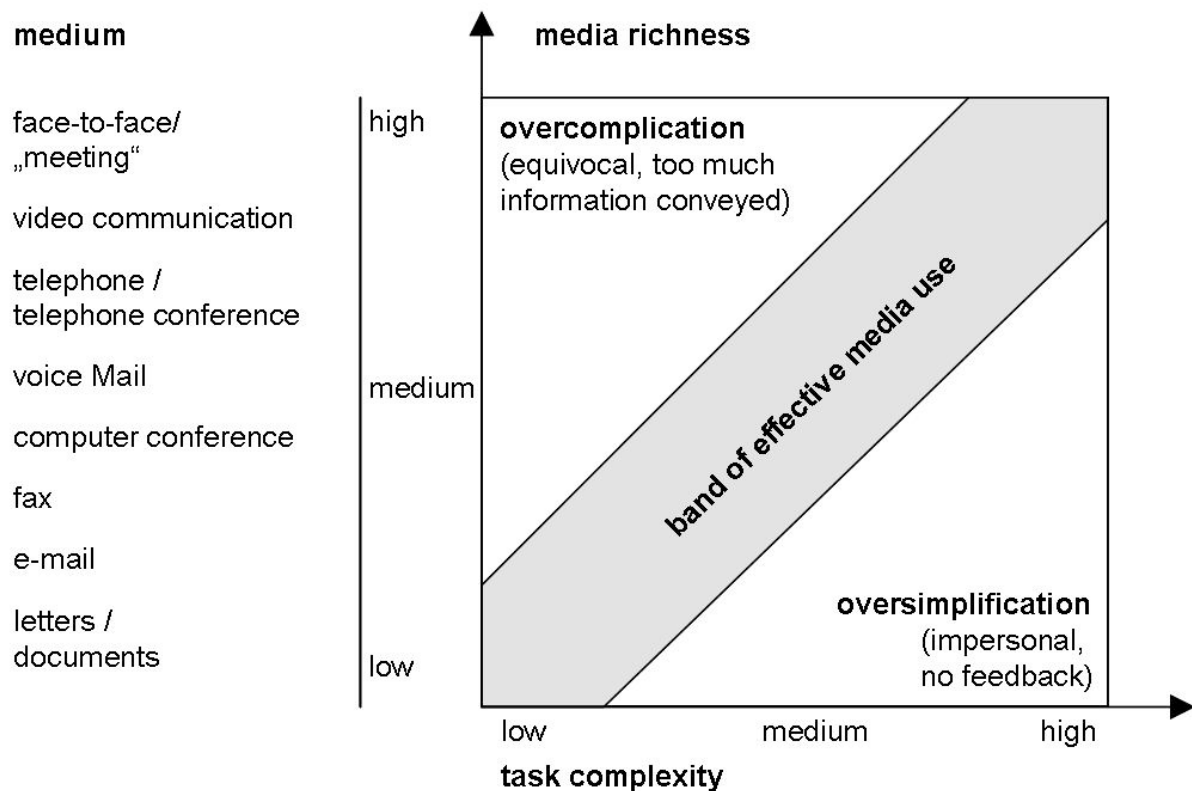 medium
face-to-face/
„meeting“
video communication
telephone /
telephone conference
voice Mail
computer conference
fax
e-mail
letters /
documents
high
medium
low
media richness
overcomplication
(equivocal, too much
information conveyed)
band of effective media use
oversimplification
(impersonal,
no feedback)
low medium high
task complexity